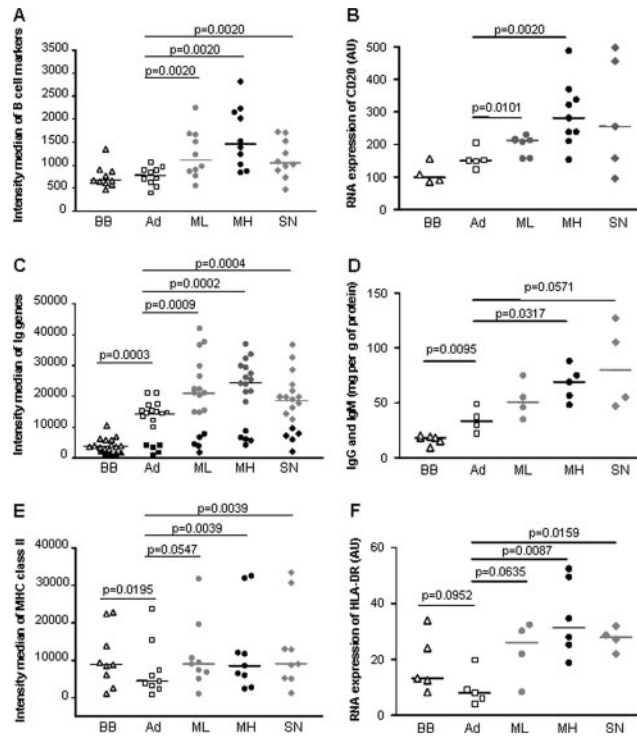 A
p=0.0020
p=0.0020
p=0.0020
Intensity median of B cell markers
3500
3000
2500
2000
1500
1000
500
0
BB Ad ML MH SN
B
p=0.0020
p=0.0101
RNA expression of CD20 (AU)
500
400
300
200
100
0
BB Ad ML MH SN
C
p=0.0004
p=0.0002
p=0.0009
p=0.0003
Intensity median of Ig genes
50000
40000
30000
20000
10000
0
BB Ad ML MH SN
D
p=0.0571
p=0.0317
p=0.0095
IgG and IgM (mg per g of protein)
150
100
50
0
BB Ad ML MH SN
E
p=0.0039
p=0.0039
p=0.0547
p=0.0195
Intensity median of MHC class II
40000
30000
20000
10000
0
BB Ad ML MH SN
F
p=0.0159
p=0.0087
p=0.0635
p=0.0952
RNA expression of HLA-DR (AU)
60
40
20
0
BB Ad ML MH SN